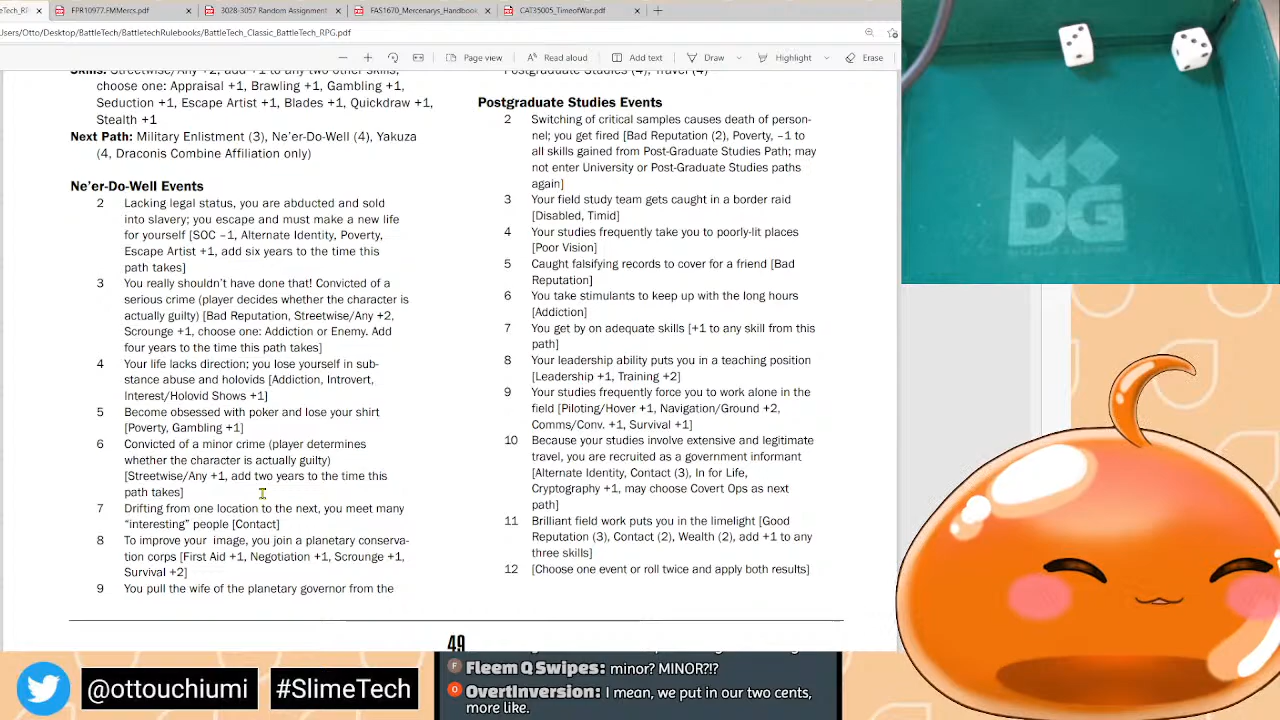 FPR10977.FMMercs.pdf
3028-3057 Random Assignment
FAS1670_Mercenarys_Handbook
CAT35005_TimeofWar.pdf
sers/Otto/Desktop/BattleTech/BattletechRulebooks/BattleTech_Classic_BattleTech_RPG.pdf
Page view
Read aloud
Add text
Draw
Highlight
Erase
choose one: Appraisal +1, Brawling +1, Gambling +1,
Seduction +1, Escape Artist +1, Blades +1, Quickdraw +1,
Stealth +1
Next Path: Military Enlistment (3), Ne'er-Do-Well (4), Yakuza
(4, Draconis Combine Affiliation only)
Ne'er-Do-Well Events
2 Lacking legal status, you are abducted and sold
into slavery; you escape and must make a new life
for yourself [SOC –1, Alternate Identity, Poverty,
Escape Artist +1, add six years to the time this
path takes]
3 You really shouldn't have done that! Convicted of a
serious crime (player decides whether the character is
actually guilty) [Bad Reputation, Streetwise/Any +2,
Scrounge +1, choose one: Addiction or Enemy. Add
four years to the time this path takes]
4 Your life lacks direction; you lose yourself in sub-
stance abuse and holovids [Addiction, Introvert,
Interest/Holovid Shows +1]
5 Become obsessed with poker and lose your shirt
[Poverty, Gambling +1]
6 Convicted of a minor crime (player determines
whether the character is actually guilty)
[Streetwise/Any +1, add two years to the time this
path takes]
7 Drifting from one location to the next, you meet many
“interesting” people [Contact]
8 To improve your image, you join a planetary conserva-
tion corps [First Aid +1, Negotiation +1, Scrounge +1,
Survival +2]
9 You pull the wife of the planetary governor from the
Postgraduate Studies (4), Travel (4)
Postgraduate Studies Events
2 Switching of critical samples causes death of person-
nel; you get fired [Bad Reputation (2), Poverty, –1 to
all skills gained from Post-Graduate Studies Path; may
not enter University or Post-Graduate Studies paths
again]
3 Your field study team gets caught in a border raid
[Disabled, Timid]
4 Your studies frequently take you to poorly-lit places
[Poor Vision]
5 Caught falsifying records to cover for a friend [Bad
Reputation]
6 You take stimulants to keep up with the long hours
[Addiction]
7 You get by on adequate skills [+1 to any skill from this
path]
8 Your leadership ability puts you in a teaching position
[Leadership +1, Training +2]
9 Your studies frequently force you to work alone in the
field [Piloting/Hover +1, Navigation/Ground +2,
Comms/Conv. +1, Survival +1]
10 Because your studies involve extensive and legitimate
travel, you are recruited as a government informant
[Alternate Identity, Contact (3), In for Life,
Cryptography +1, may choose Covert Ops as next
path]
11 Brilliant field work puts you in the limelight [Good
Reputation (3), Contact (2), Wealth (2), add +1 to any
three skills]
12 [Choose one event or roll twice and apply both results]
49
MDG
@ottouchiumi
#SlimeTech
F Fleem Q Swipes: minor? MINOR?!?
O OvertInversion: I mean, we put in our two cents,
more like.